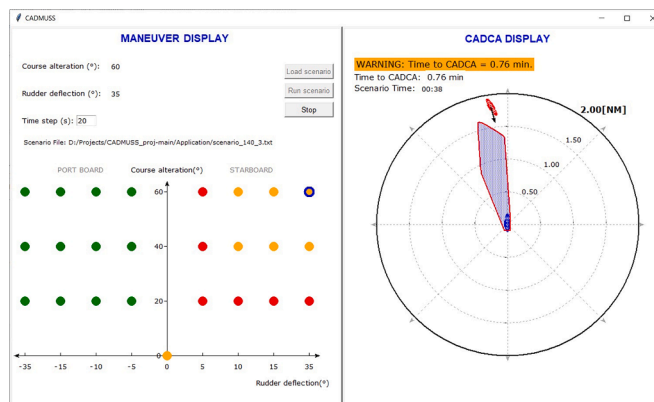 CADMUSS
MANEUVER DISPLAY
Course alteration (°): 60
Load scenario
Rudder deflection (°): 35
Run scenario
Time step (s): 20
Stop
Scenario File: D:/Projects/CADMUSS_proj-main/Application/scenario_140_3.txt
PORT BOARD
Course alteration(°)
STARBOARD
60
40
20
0
-35 -15 -10 -5 0 5 10 15 35
Rudder deflection(°)
CADCA DISPLAY
WARNING: Time to CADCA = 0.76 min.
Time to CADCA: 0.76 min
Scenario Time: 00:38
2.00[NM]
1.50
1.00
0.50